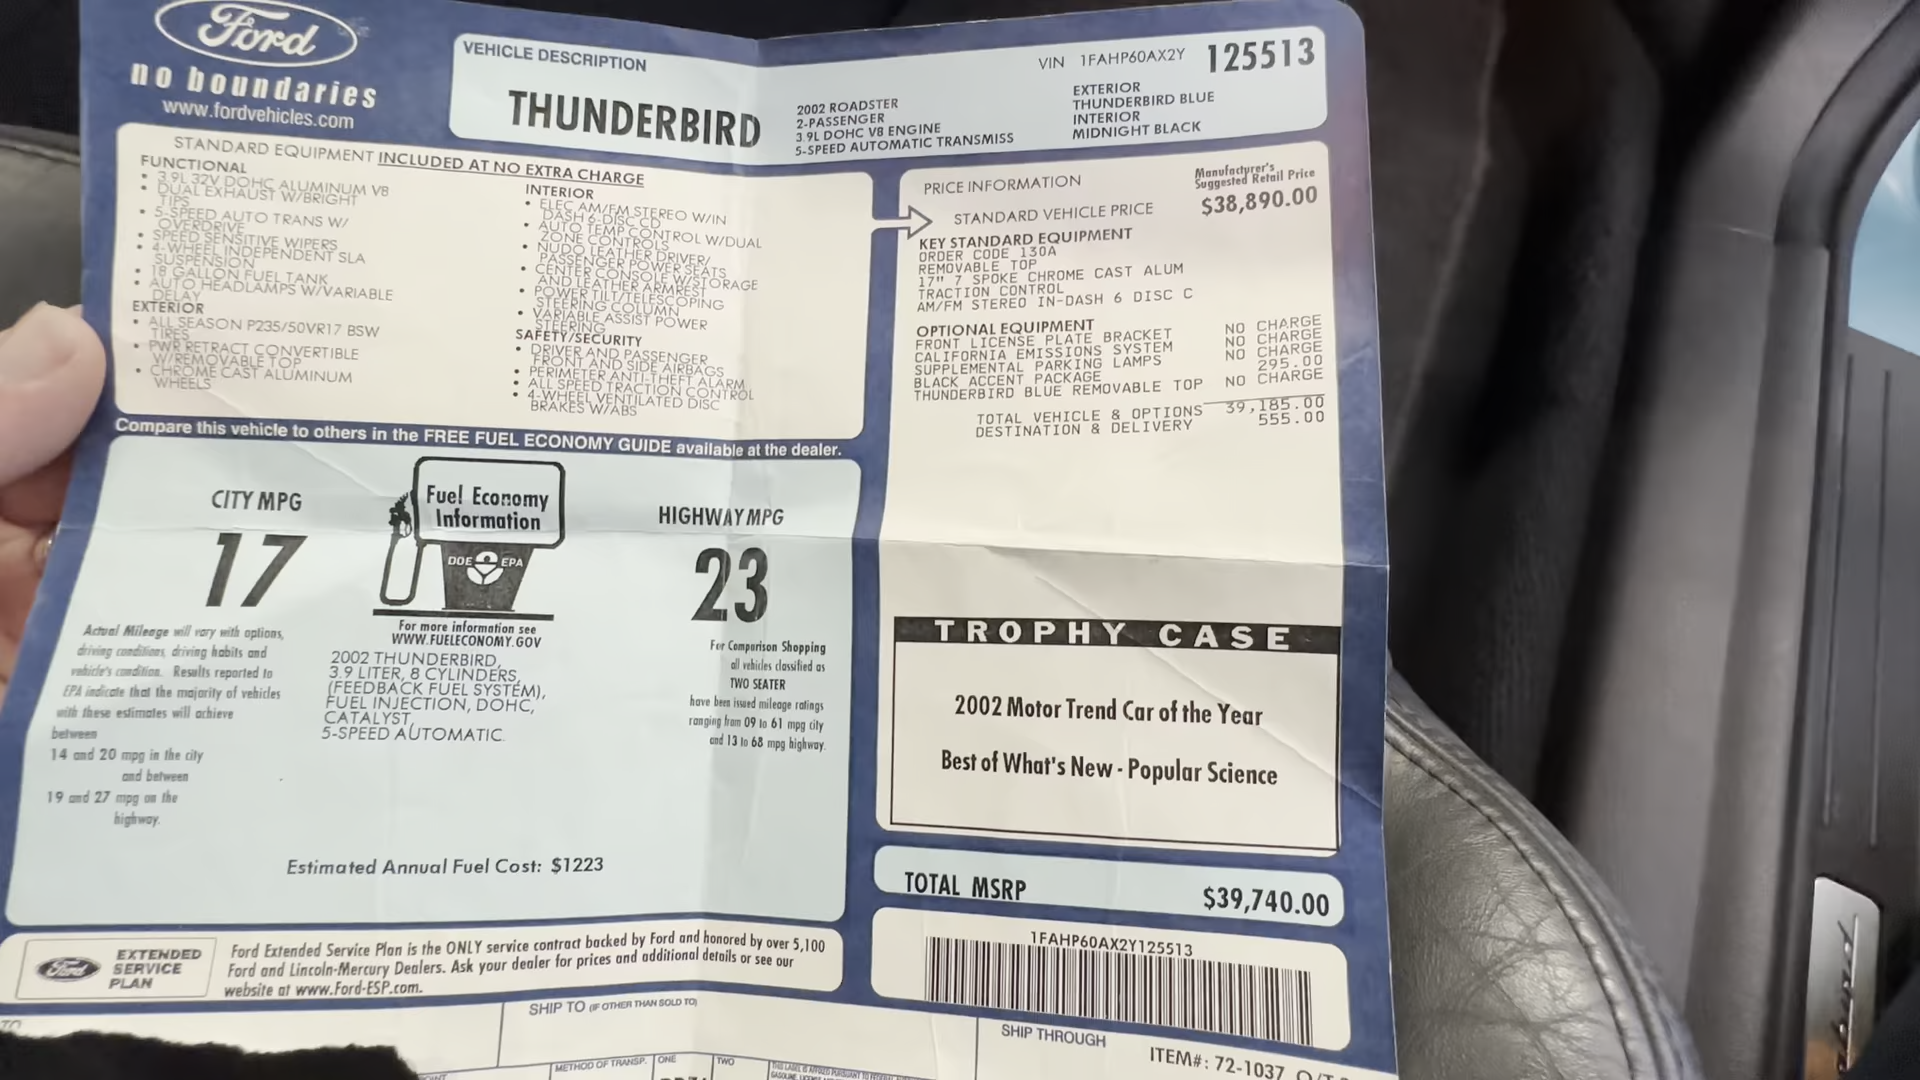 Ford
no boundaries
www.fordvehicles.com
VEHICLE DESCRIPTION
THUNDERBIRD
2002 ROADSTER
2-PASSENGER
3.9L DOHC V8 ENGINE
5-SPEED AUTOMATIC TRANSMISS
VIN 1FAHP60AX2Y 125513
EXTERIOR
THUNDERBIRD BLUE
INTERIOR
MIDNIGHT BLACK
STANDARD EQUIPMENT INCLUDED AT NO EXTRA CHARGE
FUNCTIONAL
• 3.9L 32V DOHC ALUMINUM V8
• DUAL EXHAUST W/BRIGHT
TIPS
• 5-SPEED AUTO TRANS W/
OVERDRIVE
• SPEED SENSITIVE WIPERS
• 4-WHEEL INDEPENDENT SLA
SUSPENSION
• 18 GALLON FUEL TANK
• AUTO HEADLAMPS W/VARIABLE
DELAY
EXTERIOR
• ALL SEASON P235/50VR17 BSW
TIRES
• PWR RETRACT CONVERTIBLE
W/REMOVABLE TOP
• CHROME CAST ALUMINUM
WHEELS
INTERIOR
• ELEC AM/FM STEREO W/IN
DASH 6-DISC CD
• AUTO TEMP CONTROL W/DUAL
ZONE CONTROLS
• NUDO LEATHER DRIVER/
PASSENGER POWER SEATS
• CENTER CONSOLE W/STORAGE
AND LEATHER ARMREST
• POWER TILT/TELESCOPING
STEERING COLUMN
• VARIABLE ASSIST POWER
STEERING
SAFETY/SECURITY
• DRIVER AND PASSENGER
FRONT AND SIDE AIRBAGS
• PERIMETER ANTI-THEFT ALARM
• ALL SPEED TRACTION CONTROL
• 4-WHEEL VENTILATED DISC
BRAKES W/ABS
PRICE INFORMATION
Manufacturer's
Suggested Retail Price
STANDARD VEHICLE PRICE $38,890.00
KEY STANDARD EQUIPMENT
ORDER CODE 130A
REMOVABLE TOP
17" 7 SPOKE CHROME CAST ALUM
TRACTION CONTROL
AM/FM STEREO IN-DASH 6 DISC C
OPTIONAL EQUIPMENT
FRONT LICENSE PLATE BRACKET NO CHARGE
CALIFORNIA EMISSIONS SYSTEM NO CHARGE
SUPPLEMENTAL PARKING LAMPS NO CHARGE
BLACK ACCENT PACKAGE 295.00
THUNDERBIRD BLUE REMOVABLE TOP NO CHARGE
TOTAL VEHICLE & OPTIONS 39,185.00
DESTINATION & DELIVERY 555.00
Compare this vehicle to others in the FREE FUEL ECONOMY GUIDE available at the dealer.
CITY MPG
17
Fuel Economy
Information
DOE EPA
HIGHWAY MPG
23
Actual Mileage will vary with options,
driving conditions, driving habits and
vehicle's condition. Results reported to
EPA indicate that the majority of vehicles
with these estimates will achieve
between
14 and 20 mpg in the city
and between
19 and 27 mpg on the
highway.
For more information see
WWW.FUELECONOMY.GOV
2002 THUNDERBIRD,
3.9 LITER, 8 CYLINDERS,
(FEEDBACK FUEL SYSTEM),
FUEL INJECTION, DOHC,
CATALYST,
5-SPEED AUTOMATIC
For Comparison Shopping
all vehicles classified as
TWO SEATER
have been issued mileage ratings
ranging from 09 to 61 mpg city
and 13 to 68 mpg highway.
Estimated Annual Fuel Cost: $1223
TROPHY CASE
2002 Motor Trend Car of the Year
Best of What's New - Popular Science
TOTAL MSRP $39,740.00
1FAHP60AX2Y125513
Ford EXTENDED
SERVICE
PLAN
Ford Extended Service Plan is the ONLY service contract backed by Ford and honored by over 5,100
Ford and Lincoln-Mercury Dealers. Ask your dealer for prices and additional details or see our
website at www.Ford-ESP.com.
TO
SHIP TO (IF OTHER THAN SOLD TO)
SHIP THROUGH
ITEM#: 72-1037
METHOD OF TRANSP.
ONE
TWO